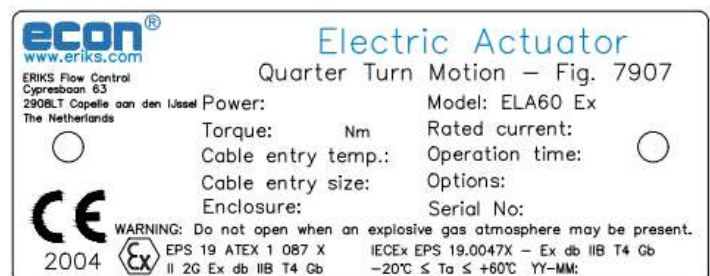 econ®
www.eriks.com
ERIKS Flow Control
Cypresbaan 63
2908LT Capelle aan den IJssel
The Netherlands
Electric Actuator
Quarter Turn Motion – Fig. 7907
Power: Model: ELA60 Ex
Torque: Nm Rated current:
Cable entry temp.: Operation time:
Cable entry size: Options:
Enclosure: Serial No:
WARNING: Do not open when an explosive gas atmosphere may be present.
CE
2004
Ex
EPS 19 ATEX 1 087 X IECEx EPS 19.0047X – Ex db IIB T4 Gb
II 2G Ex db IIB T4 Gb -20℃ ≤ Ta ≤ +60℃ YY-MM: